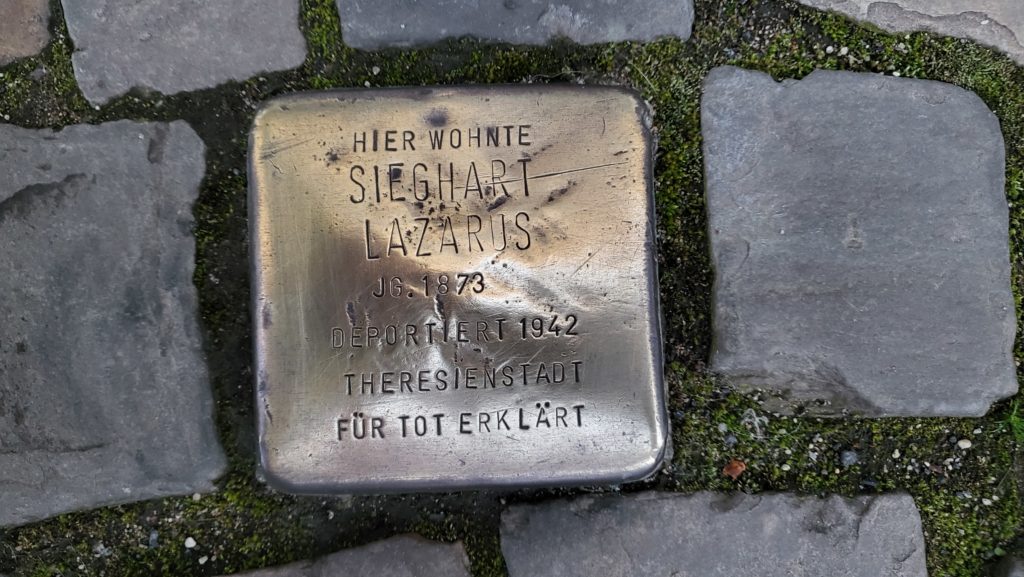 HIER WOHNTE
SIEGHART
LAZARUS
JG. 1873
DEPORTIERT 1942
THERESIENSTADT
FÜR TOT ERKLÄRT